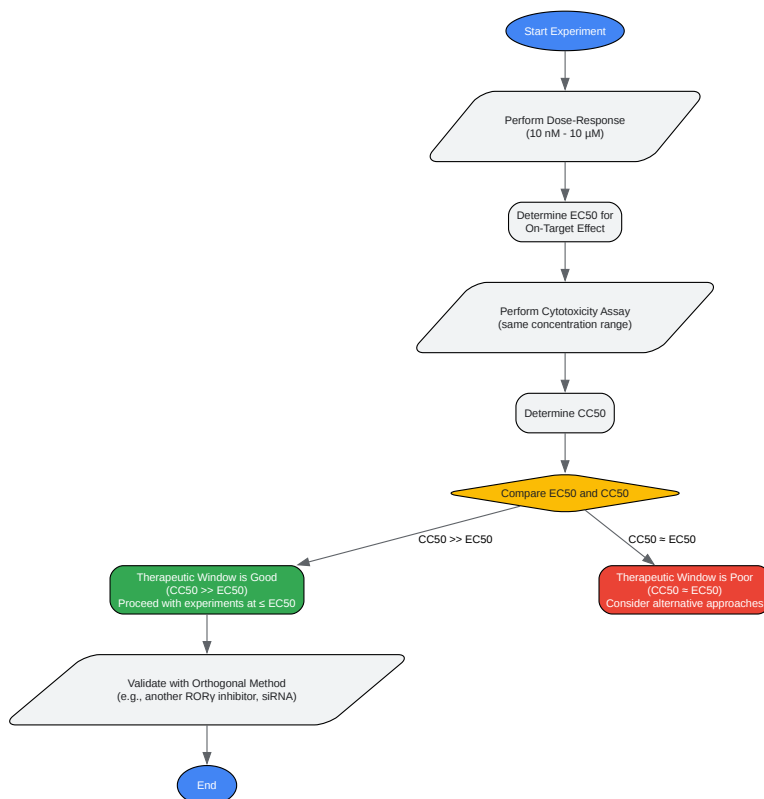 Start Experiment
Perform Dose-Response
(10 nM - 10 µM)
Determine EC50 for
On-Target Effect
Perform Cytotoxicity Assay
(same concentration range)
Determine CC50
Compare EC50 and CC50
CC50 >> EC50
CC50 ≈ EC50
Therapeutic Window is Good
(CC50 >> EC50)
Proceed with experiments at ≤ EC50
Therapeutic Window is Poor
(CC50 ≈ EC50)
Consider alternative approaches
Validate with Orthogonal Method
(e.g., another RORγ inhibitor, siRNA)
End